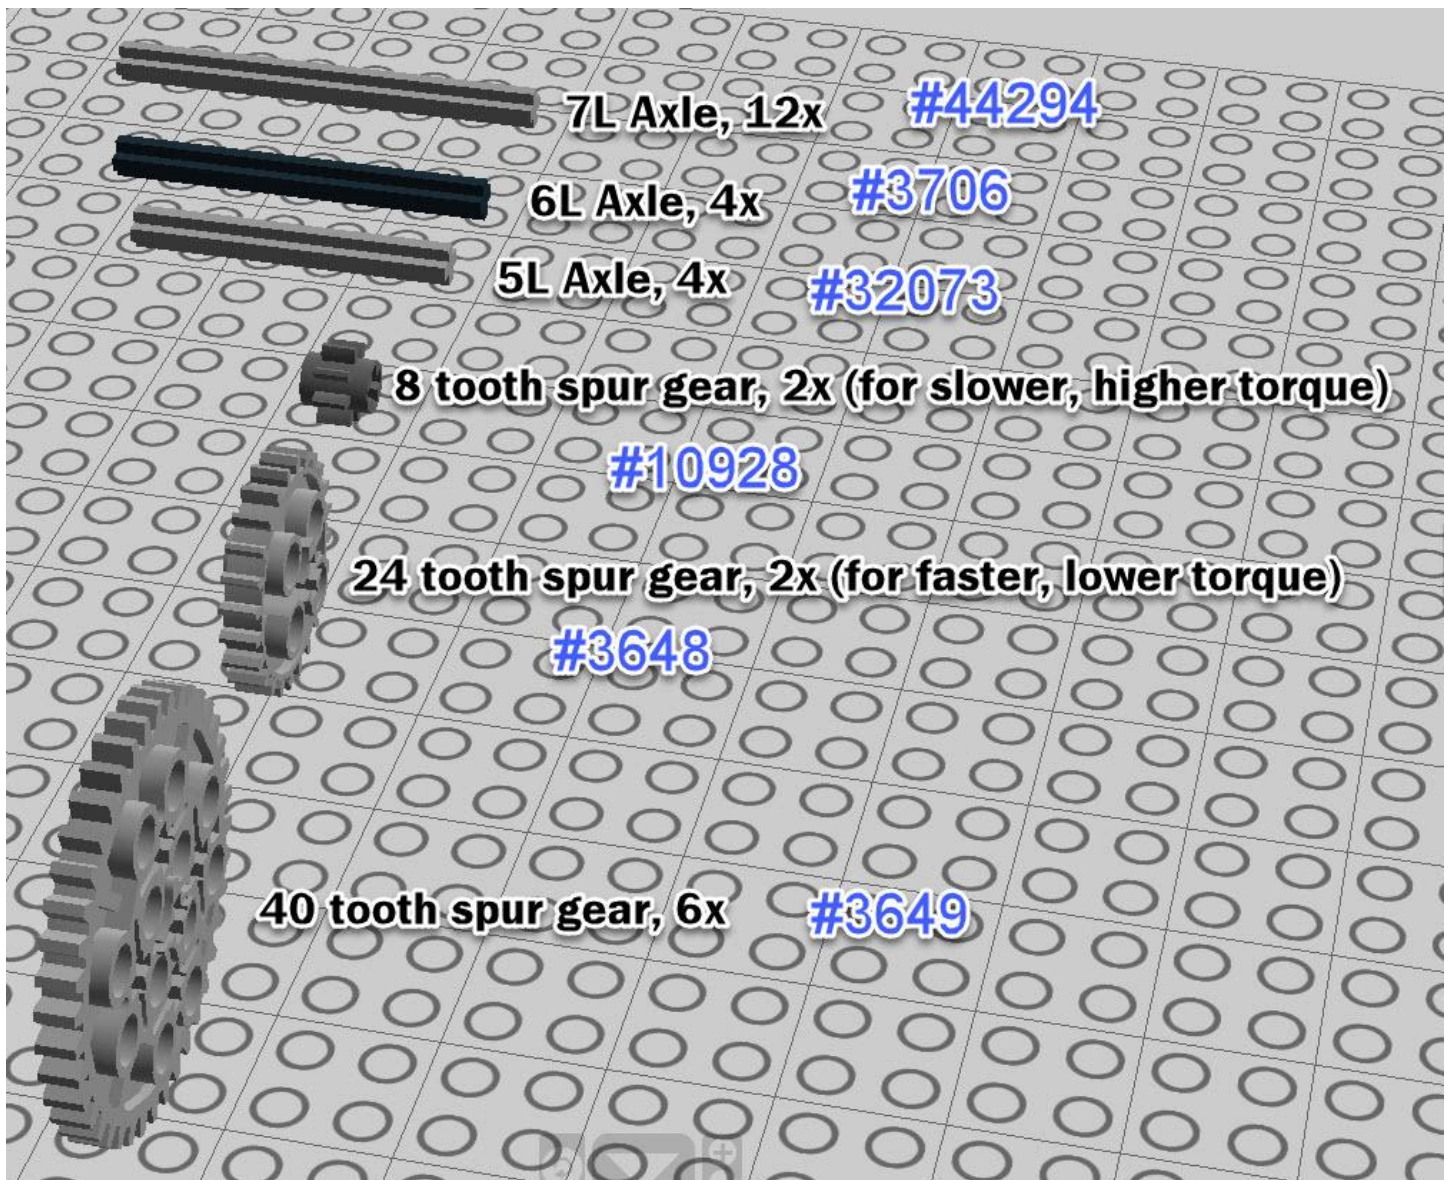 7L Axle, 12x #44294
6L Axle, 4x #3706
5L Axle, 4x #32073
8 tooth spur gear, 2x (for slower, higher torque)
#10928
24 tooth spur gear, 2x (for faster, lower torque)
#3648
40 tooth spur gear, 6x #3649